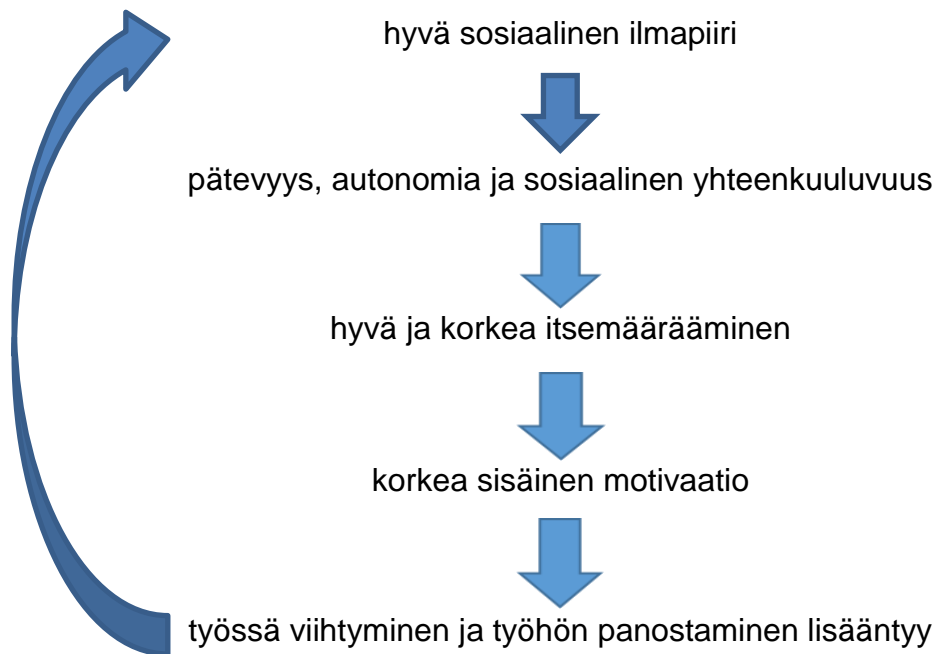 hyvä sosiaalinen ilmapiiri
pätevyys, autonomia ja sosiaalinen yhteenkuuluvuus
hyvä ja korkea itsemäärääminen
korkea sisäinen motivaatio
työssä viihtyminen ja työhön panostaminen lisääntyy